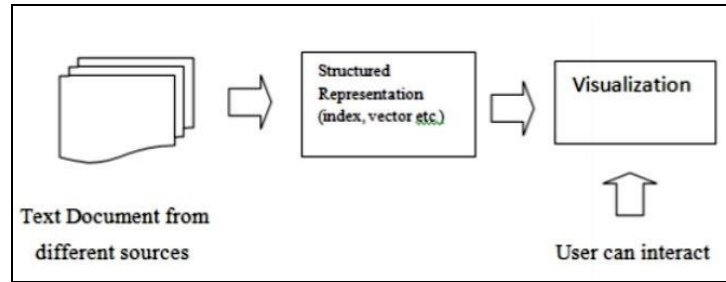 Structured
Representation
(index, vector etc.)
Visualization
Text Document from
different sources
User can interact